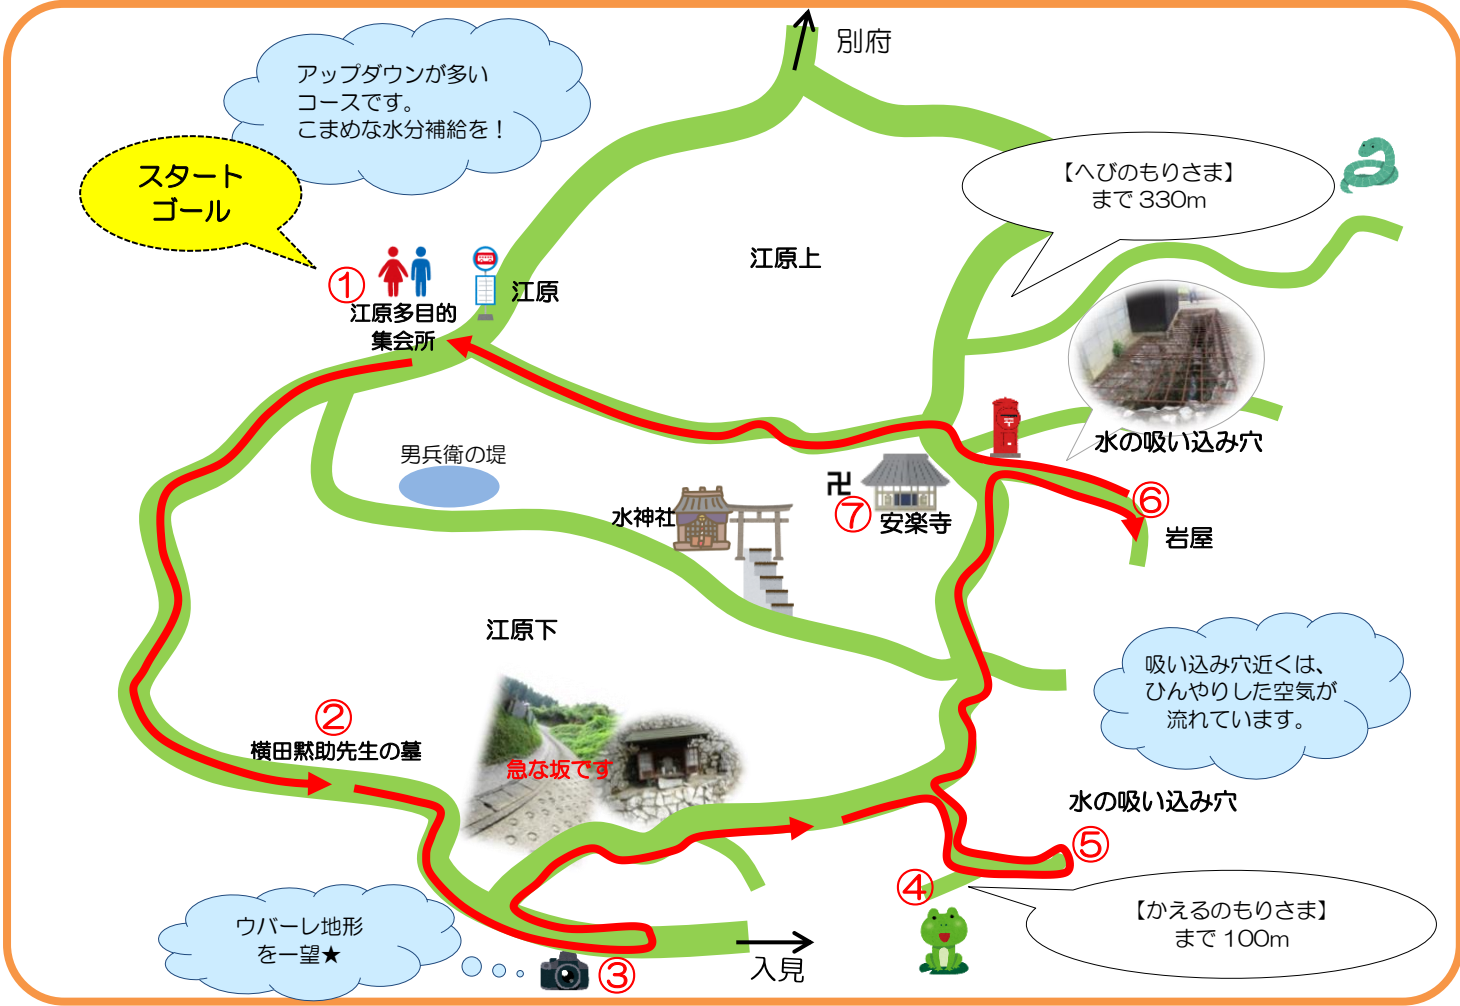 別府
アップダウンが多い
コースです。
こまめな水分補給を！
スタート
ゴール
【へびのもりさま】
まで 330m
江原上
①
江原
江原多目的
集会所
水の吸い込み穴
男兵衛の堤
水神社
卍
⑦
安楽寺
⑥
岩屋
江原下
吸い込み穴近くは、
ひんやりした空気が
流れています。
②
横田黙助先生の墓
急な坂です
水の吸い込み穴
⑤
④
【かえるのもりさま】
まで 100m
ウバーレ地形
を一望★
③
入見